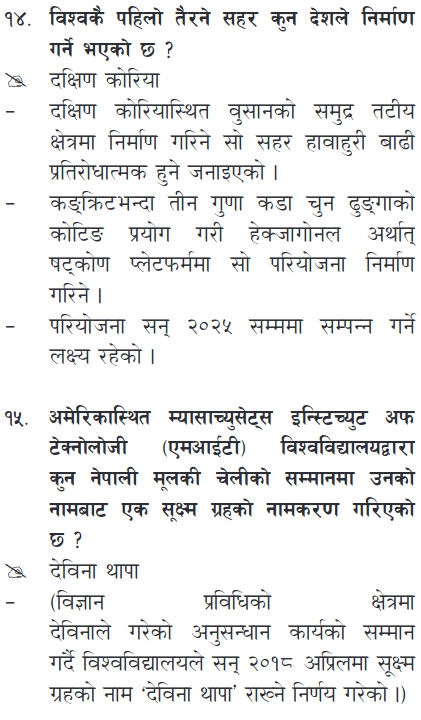 १४. विश्वकै पहिलो तैरने सहर कुन देशले निर्माण
गर्ने भएको छ ?
दक्षिण कोरिया
– दक्षिण कोरियास्थित वुसानको समुद्र तटीय
क्षेत्रमा निर्माण गरिने सो सहर हावाहुरी बाढी
प्रतिरोधात्मक हुने जनाइएको ।
– कङ्क्रिटभन्दा तीन गुणा कडा चुन ढुङ्गाको
कोटिङ प्रयोग गरी हेक्जागोनल अर्थात्
षट्कोण प्लेटफर्ममा सो परियोजना निर्माण
गरिने ।
– परियोजना सन् २०२५ सम्ममा सम्पन्न गर्ने
लक्ष्य रहेको ।
१५. अमेरिकास्थित म्यासाच्युसेट्स इन्स्टिच्युट अफ
टेक्नोलोजी (एमआईटी) विश्वविद्यालयद्वारा
कुन नेपाली मूलकी चेलीको सम्मानमा उनको
नामबाट एक सूक्ष्म ग्रहको नामकरण गरिएको
छ ?
देविना थापा
– (विज्ञान प्रविधिको क्षेत्रमा
देविनाले गरेको अनुसन्धान कार्यको सम्मान
गर्दै विश्वविद्यालयले सन् २०१८ अप्रिलमा सूक्ष्म
ग्रहको नाम ‘देविना थापा’ राख्ने निर्णय गरेको ।)